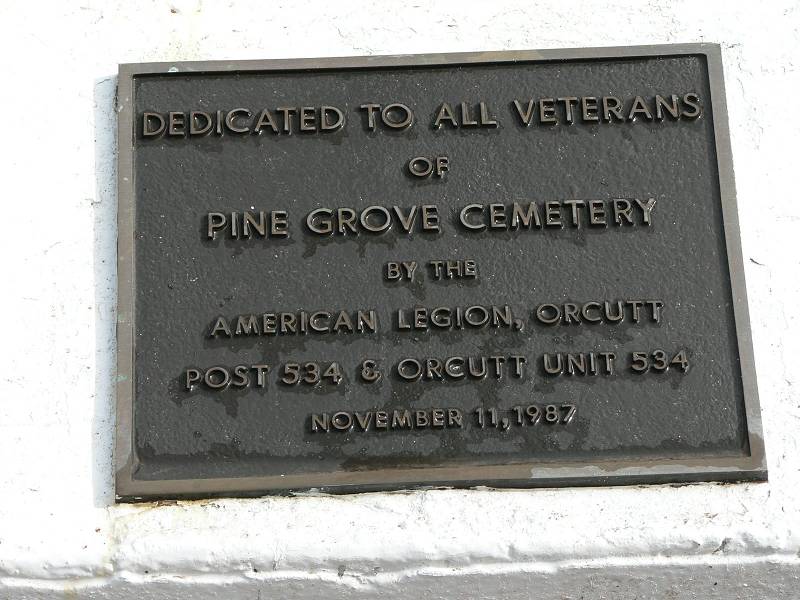 DEDICATED TO ALL VETERANS
OF
PINE GROVE CEMETERY
BY THE
AMERICAN LEGION, ORCUTT
POST 534 & ORCUTT UNIT 534
NOVEMBER 11, 1987